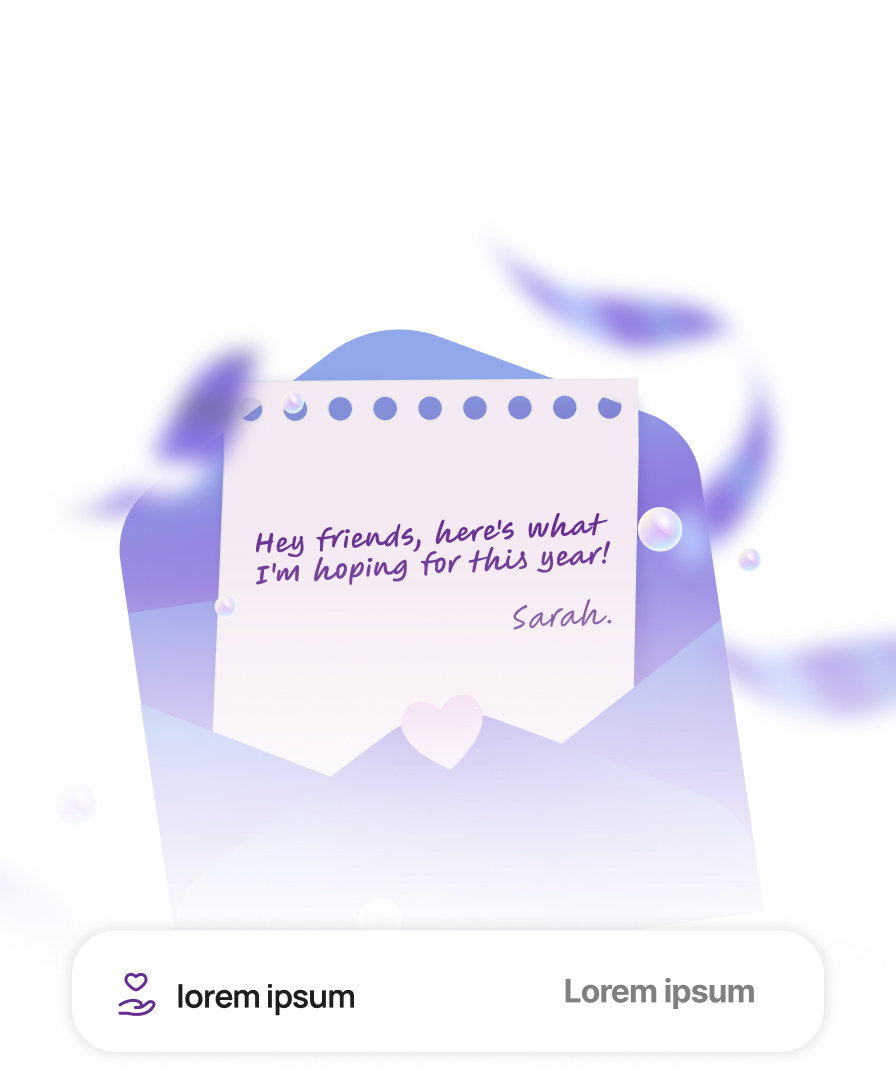 Hey friends, here's what
I'm hoping for this year!
Sarah.
lorem ipsum
Lorem ipsum